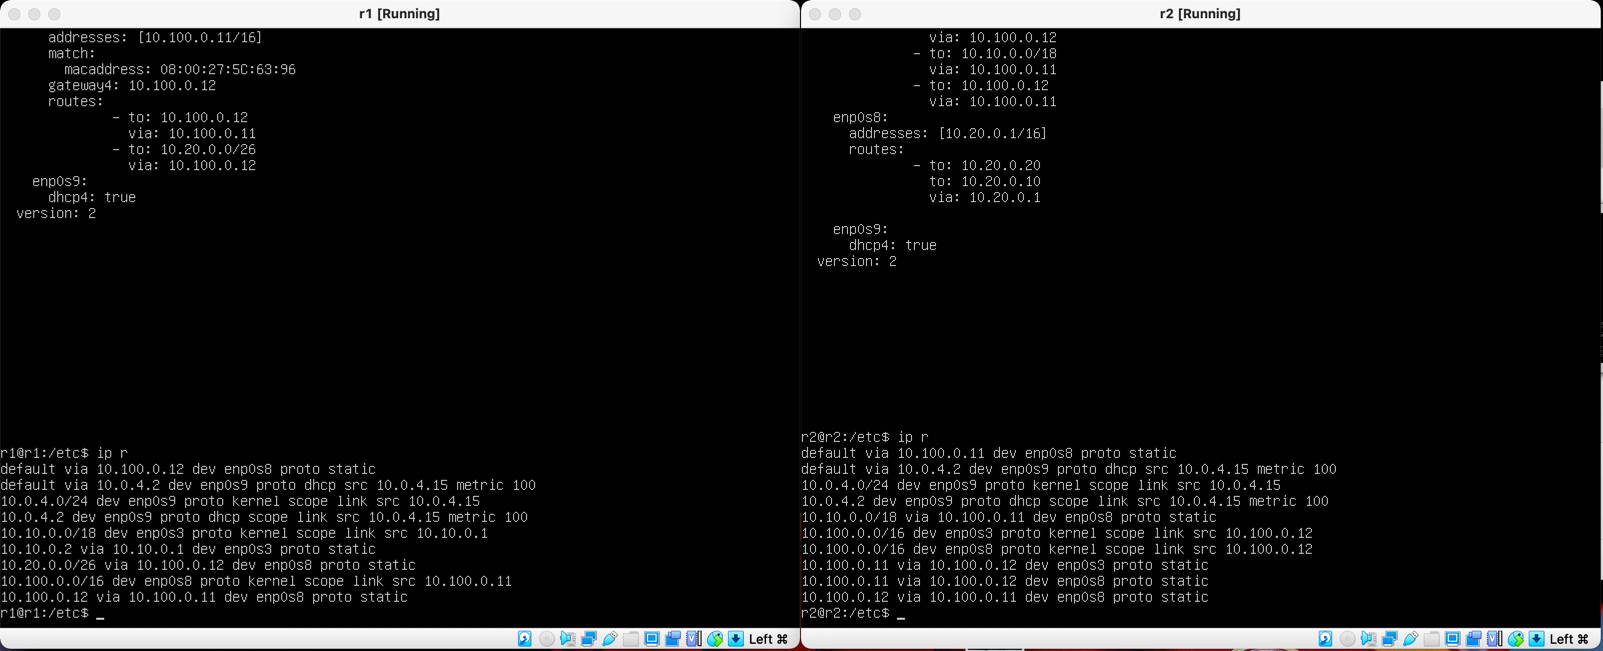 r1 [Running]
addresses: [10.100.0.11/16]
match:
macaddress: 08:00:27:5C:63:96
gateway4: 10.100.0.12
routes:
- to: 10.100.0.12
via: 10.100.0.11
- to: 10.20.0.0/26
via: 10.100.0.12
enp0s9:
dhcp4: true
version: 2
r1@r1:/etc$ ip r
default via 10.100.0.12 dev enp0s8 proto static
default via 10.0.4.2 dev enp0s9 proto dhcp src 10.0.4.15 metric 100
10.0.4.0/24 dev enp0s9 proto kernel scope link src 10.0.4.15
10.0.4.2 dev enp0s9 proto dhcp scope link src 10.0.4.15 metric 100
10.10.0.0/18 dev enp0s3 proto kernel scope link src 10.10.0.1
10.10.0.2 via 10.10.0.1 dev enp0s3 proto static
10.20.0.0/26 via 10.100.0.12 dev enp0s8 proto static
10.100.0.0/16 dev enp0s8 proto kernel scope link src 10.100.0.11
10.100.0.12 via 10.100.0.11 dev enp0s8 proto static
r1@r1:/etc$ _
Left ⌘
r2 [Running]
via: 10.100.0.12
- to: 10.10.0.0/18
via: 10.100.0.11
- to: 10.100.0.12
via: 10.100.0.11
enp0s8:
addresses: [10.20.0.1/16]
routes:
- to: 10.20.0.20
to: 10.20.0.10
via: 10.20.0.1
enp0s9:
dhcp4: true
version: 2
r2@r2:/etc$ ip r
default via 10.100.0.11 dev enp0s8 proto static
default via 10.0.4.2 dev enp0s9 proto dhcp src 10.0.4.15 metric 100
10.0.4.0/24 dev enp0s9 proto kernel scope link src 10.0.4.15
10.0.4.2 dev enp0s9 proto dhcp scope link src 10.0.4.15 metric 100
10.10.0.0/18 via 10.100.0.11 dev enp0s8 proto static
10.100.0.0/16 dev enp0s3 proto kernel scope link src 10.100.0.12
10.100.0.0/16 dev enp0s8 proto kernel scope link src 10.100.0.12
10.100.0.11 via 10.100.0.12 dev enp0s3 proto static
10.100.0.11 via 10.100.0.12 dev enp0s8 proto static
10.100.0.12 via 10.100.0.11 dev enp0s8 proto static
r2@r2:/etc$ _
Left ⌘